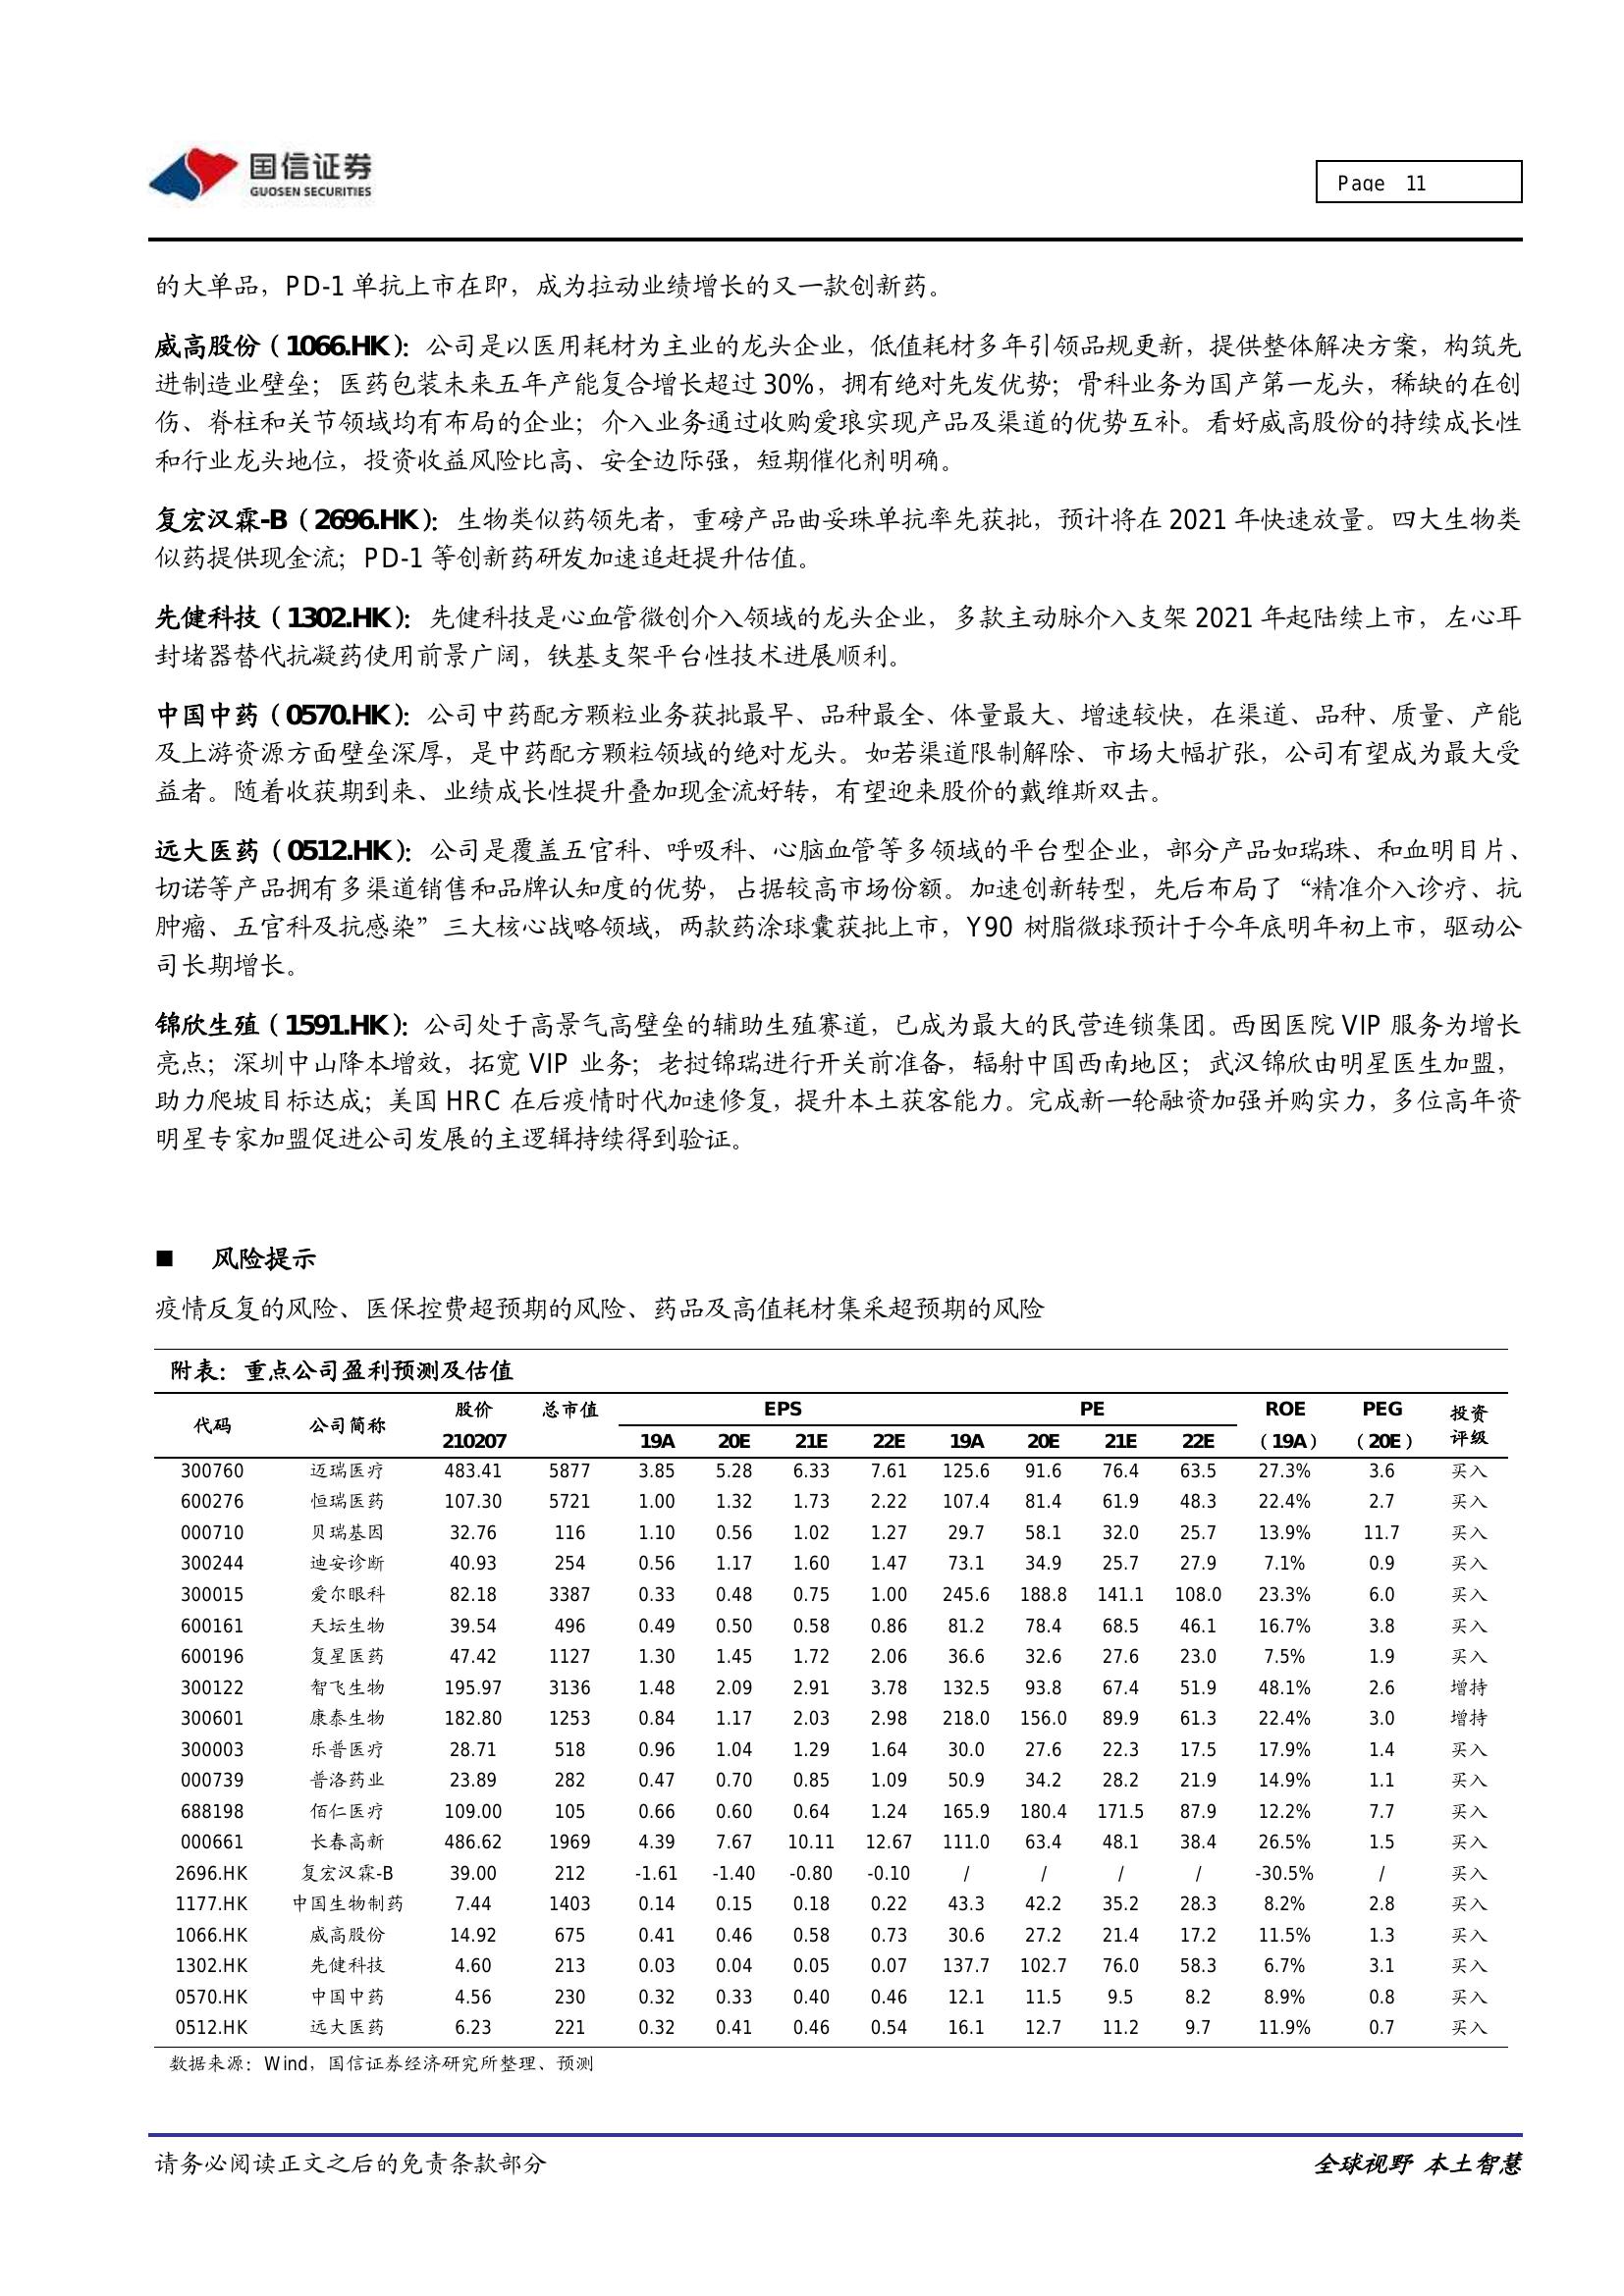 国信证券
GUOSEN SECURITIES
Page 11
的大单品，PD-1 单抗上市在即，成为拉动业绩增长的又一款创新药。
威高股份（1066.HK）：公司是以医用耗材为主业的龙头企业，低值耗材多年引领品规更新，提供整体解决方案，构筑先
进制造业壁垒；医药包装未来五年产能复合增长超过 30%，拥有绝对先发优势；骨科业务为国产第一龙头，稀缺的在创
伤、脊柱和关节领域均有布局的企业；介入业务通过收购爱琅实现产品及渠道的优势互补。看好威高股份的持续成长性
和行业龙头地位，投资收益风险比高、安全边际强，短期催化剂明确。
复宏汉霖-B（2696.HK）：生物类似药领先者，重磅产品曲妥珠单抗率先获批，预计将在 2021 年快速放量。四大生物类
似药提供现金流；PD-1 等创新药研发加速追赶提升估值。
先健科技（1302.HK）：先健科技是心血管微创介入领域的龙头企业，多款主动脉介入支架 2021 年起陆续上市，左心耳
封堵器替代抗凝药使用前景广阔，铁基支架平台性技术进展顺利。
中国中药（0570.HK）：公司中药配方颗粒业务获批最早、品种最全、体量最大、增速较快，在渠道、品种、质量、产能
及上游资源方面壁垒深厚，是中药配方颗粒领域的绝对龙头。如若渠道限制解除、市场大幅扩张，公司有望成为最大受
益者。随着收获期到来、业绩成长性提升叠加现金流好转，有望迎来股价的戴维斯双击。
远大医药（0512.HK）：公司是覆盖五官科、呼吸科、心脑血管等多领域的平台型企业，部分产品如瑞珠、和血明目片、
切诺等产品拥有多渠道销售和品牌认知度的优势，占据较高市场份额。加速创新转型，先后布局了“精准介入诊疗、抗
肿瘤、五官科及抗感染”三大核心战略领域，两款药涂球囊获批上市，Y90 树脂微球预计于今年底明年初上市，驱动公
司长期增长。
锦欣生殖（1591.HK）：公司处于高景气高壁垒的辅助生殖赛道，已成为最大的民营连锁集团。西囡医院 VIP 服务为增长
亮点；深圳中山降本增效，拓宽 VIP 业务；老挝锦瑞进行开关前准备，辐射中国西南地区；武汉锦欣由明星医生加盟，
助力爬坡目标达成；美国 HRC 在后疫情时代加速修复，提升本土获客能力。完成新一轮融资加强并购实力，多位高年资
明星专家加盟促进公司发展的主逻辑持续得到验证。
■ 风险提示
疫情反复的风险、医保控费超预期的风险、药品及高值耗材集采超预期的风险
附表：重点公司盈利预测及估值
代码 公司简称 股价 总市值 EPS PE ROE PEG 投资
210207 19A 20E 21E 22E 19A 20E 21E 22E （19A） （20E） 评级
300760 迈瑞医疗 483.41 5877 3.85 5.28 6.33 7.61 125.6 91.6 76.4 63.5 27.3% 3.6 买入
600276 恒瑞医药 107.30 5721 1.00 1.32 1.73 2.22 107.4 81.4 61.9 48.3 22.4% 2.7 买入
000710 贝瑞基因 32.76 116 1.10 0.56 1.02 1.27 29.7 58.1 32.0 25.7 13.9% 11.7 买入
300244 迪安诊断 40.93 254 0.56 1.17 1.60 1.47 73.1 34.9 25.7 27.9 7.1% 0.9 买入
300015 爱尔眼科 82.18 3387 0.33 0.48 0.75 1.00 245.6 188.8 141.1 108.0 23.3% 6.0 买入
600161 天坛生物 39.54 496 0.49 0.50 0.58 0.86 81.2 78.4 68.5 46.1 16.7% 3.8 买入
600196 复星医药 47.42 1127 1.30 1.45 1.72 2.06 36.6 32.6 27.6 23.0 7.5% 1.9 买入
300122 智飞生物 195.97 3136 1.48 2.09 2.91 3.78 132.5 93.8 67.4 51.9 48.1% 2.6 增持
300601 康泰生物 182.80 1253 0.84 1.17 2.03 2.98 218.0 156.0 89.9 61.3 22.4% 3.0 增持
300003 乐普医疗 28.71 518 0.96 1.04 1.29 1.64 30.0 27.6 22.3 17.5 17.9% 1.4 买入
000739 普洛药业 23.89 282 0.47 0.70 0.85 1.09 50.9 34.2 28.2 21.9 14.9% 1.1 买入
688198 佰仁医疗 109.00 105 0.66 0.60 0.64 1.24 165.9 180.4 171.5 87.9 12.2% 7.7 买入
000661 长春高新 486.62 1969 4.39 7.67 10.11 12.67 111.0 63.4 48.1 38.4 26.5% 1.5 买入
2696.HK 复宏汉霖-B 39.00 212 -1.61 -1.40 -0.80 -0.10 / / / / -30.5% / 买入
1177.HK 中国生物制药 7.44 1403 0.14 0.15 0.18 0.22 43.3 42.2 35.2 28.3 8.2% 2.8 买入
1066.HK 威高股份 14.92 675 0.41 0.46 0.58 0.73 30.6 27.2 21.4 17.2 11.5% 1.3 买入
1302.HK 先健科技 4.60 213 0.03 0.04 0.05 0.07 137.7 102.7 76.0 58.3 6.7% 3.1 买入
0570.HK 中国中药 4.56 230 0.32 0.33 0.40 0.46 12.1 11.5 9.5 8.2 8.9% 0.8 买入
0512.HK 远大医药 6.23 221 0.32 0.41 0.46 0.54 16.1 12.7 11.2 9.7 11.9% 0.7 买入
数据来源：Wind，国信证券经济研究所整理、预测
请务必阅读正文之后的免责条款部分
全球视野 本土智慧